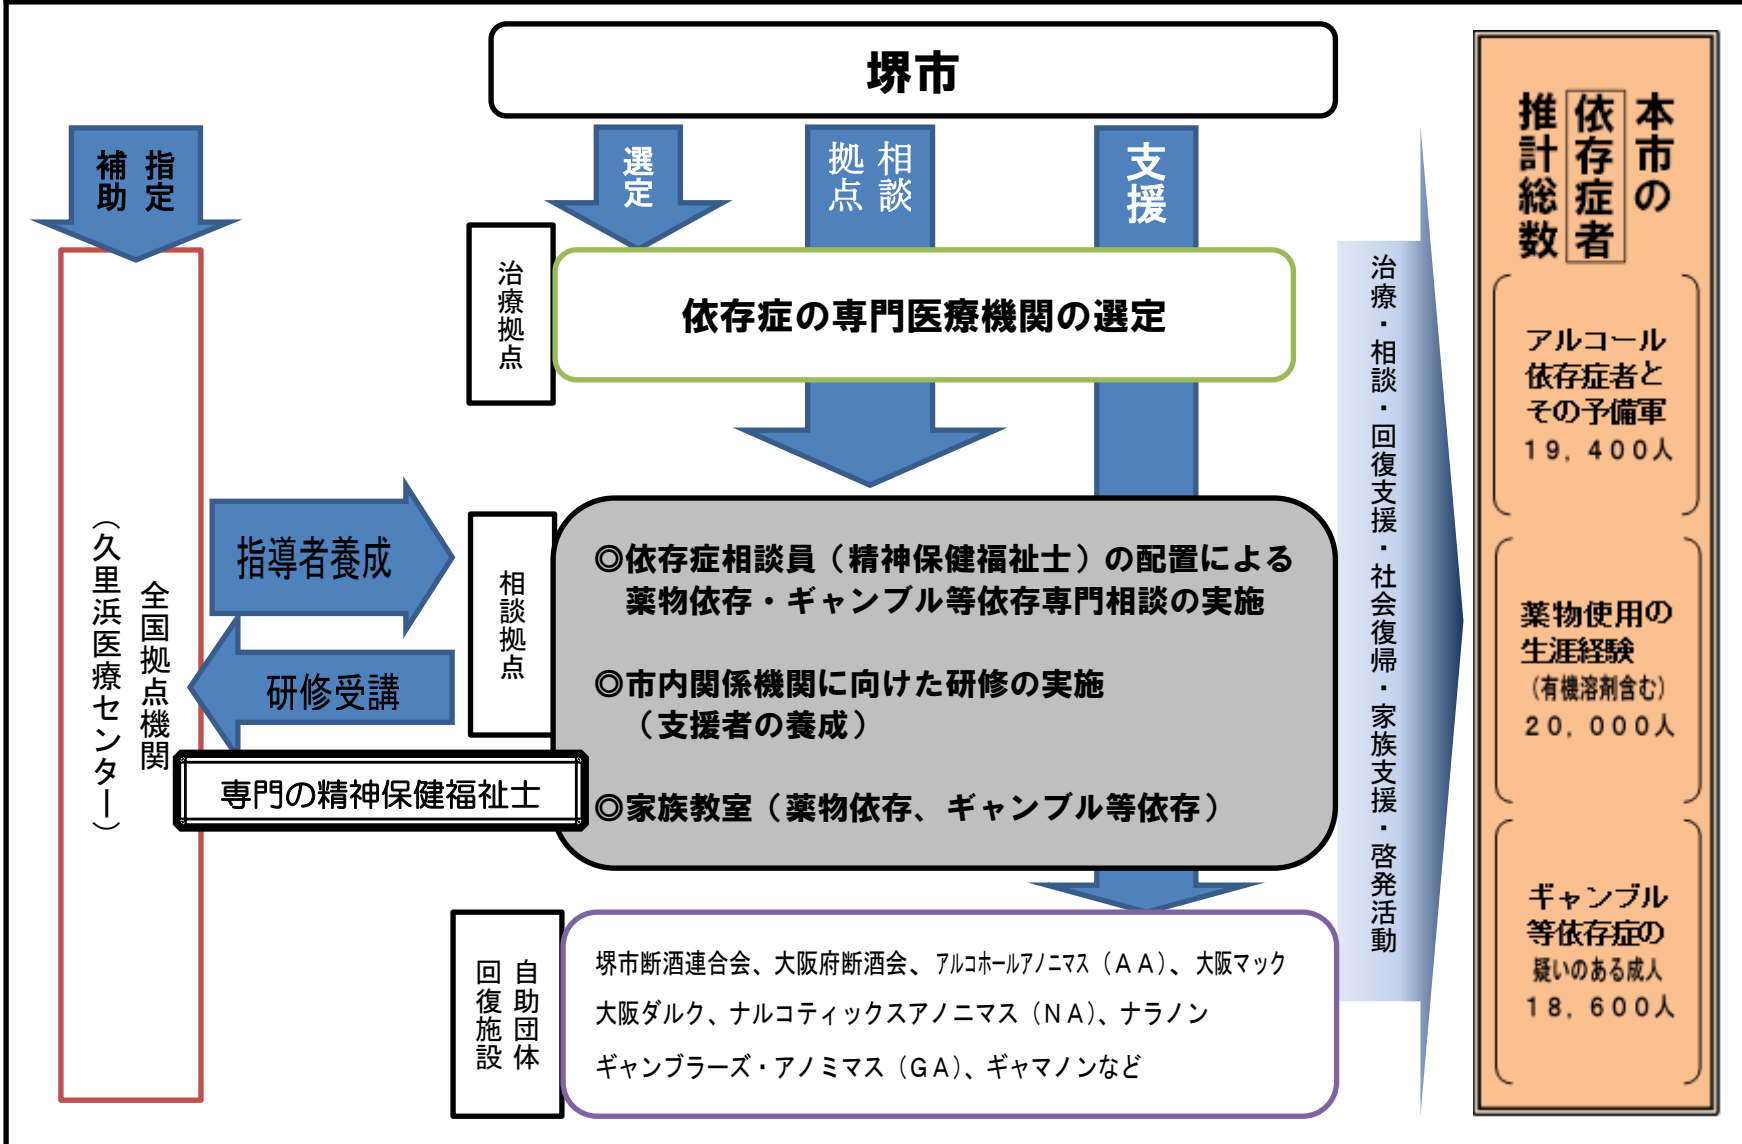 堺市
指定
補助
選定
相談
拠点
支援
治療拠点
依存症の専門医療機関の選定
全国拠点機関
（久里浜医療センター）
指導者養成
研修受講
専門の精神保健福祉士
相談拠点
◎依存症相談員（精神保健福祉士）の配置による
薬物依存・ギャンブル等依存専門相談の実施
◎市内関係機関に向けた研修の実施
（支援者の養成）
◎家族教室（薬物依存、ギャンブル等依存）
自助団体
回復施設
堺市断酒連合会、大阪府断酒会、ｱﾙｺﾎｰﾙｱﾉﾆﾏｽ（ＡＡ）、大阪マック
大阪ダルク、ナルコティックスアノニマス（ＮＡ）、ナラノン
ギャンブラーズ・アノミマス（ＧＡ）、ギャマノンなど
治療・相談・回復支援・社会復帰・家族支援・啓発活動
本市の
依存症者
推計総数
アルコール
依存症者と
その予備軍
１９，４００人
薬物使用の
生涯経験
（有機溶剤含む）
２０，０００人
ギャンブル
等依存症の
疑いのある成人
１８，６００人